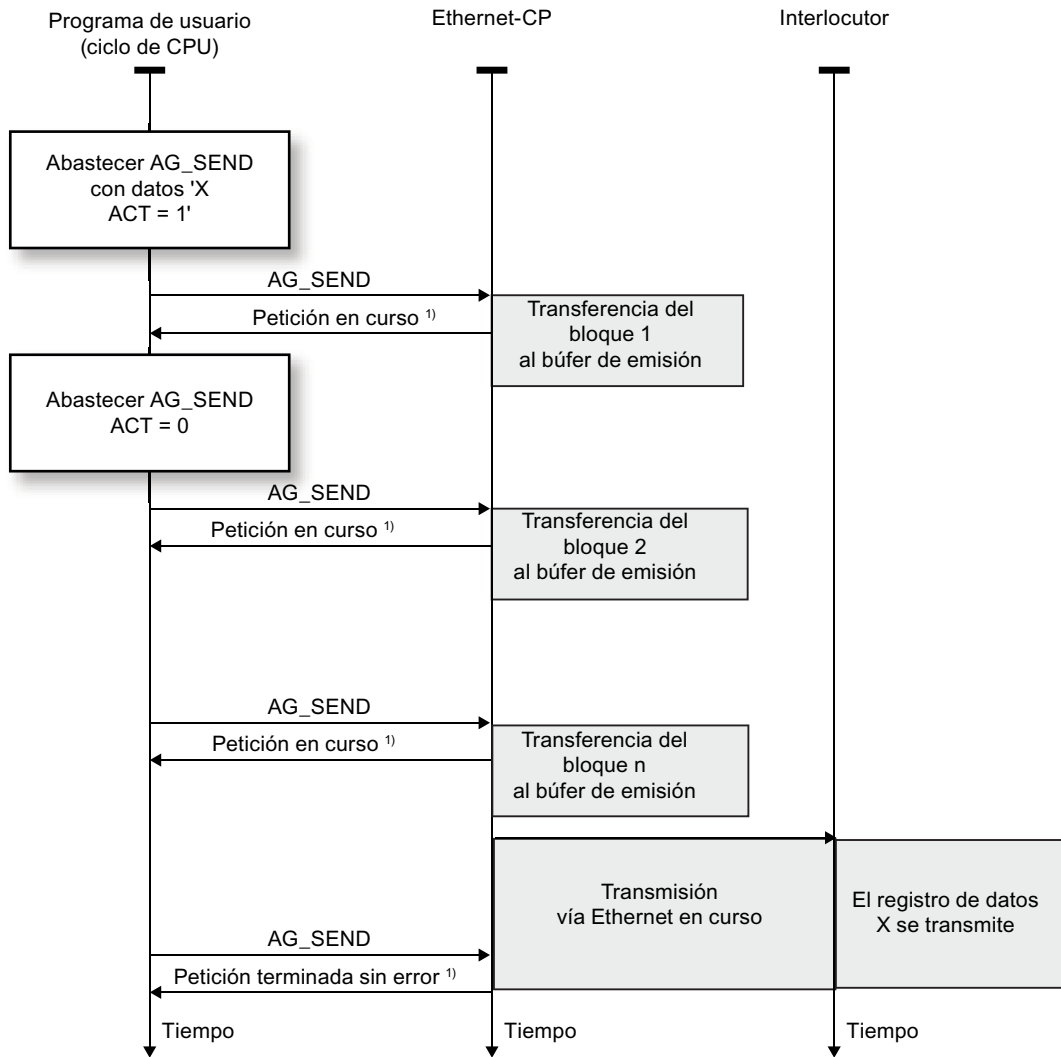 Programa de usuario
(ciclo de CPU)
Ethernet-CP
Interlocutor
Abastecer AG_SEND
con datos 'X
ACT = 1'
AG_SEND
Petición en curso 1)
Transferencia del
bloque 1
al búfer de emisión
Abastecer AG_SEND
ACT = 0
AG_SEND
Petición en curso 1)
Transferencia del
bloque 2
al búfer de emisión
AG_SEND
Petición en curso 1)
Transferencia del
bloque n
al búfer de emisión
Transmisión
vía Ethernet en curso
El registro de datos
X se transmite
AG_SEND
Petición terminada sin error 1)
Tiempo
Tiempo
Tiempo